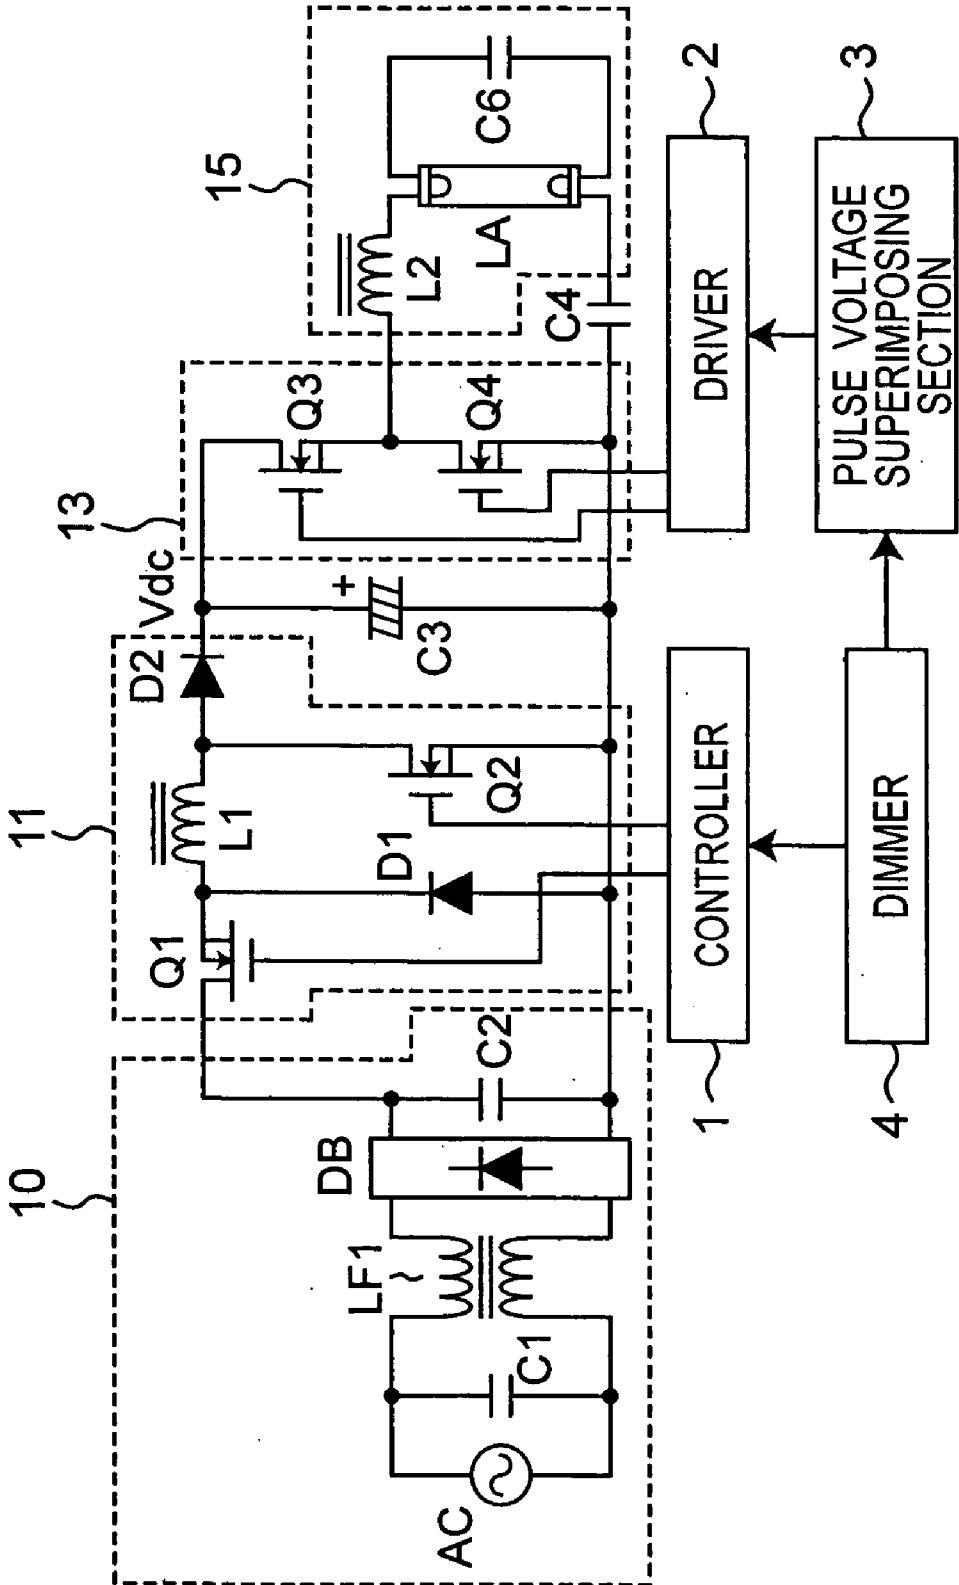 10
11
13
15
AC
C1
LF1
DB
C2
Q1
L1
D1
Q2
D2
Vdc
+
C3
Q3
Q4
L2
LA
C6
C4
1
CONTROLLER
2
DRIVER
4
DIMMER
3
PULSE VOLTAGE
SUPERIMPOSING
SECTION